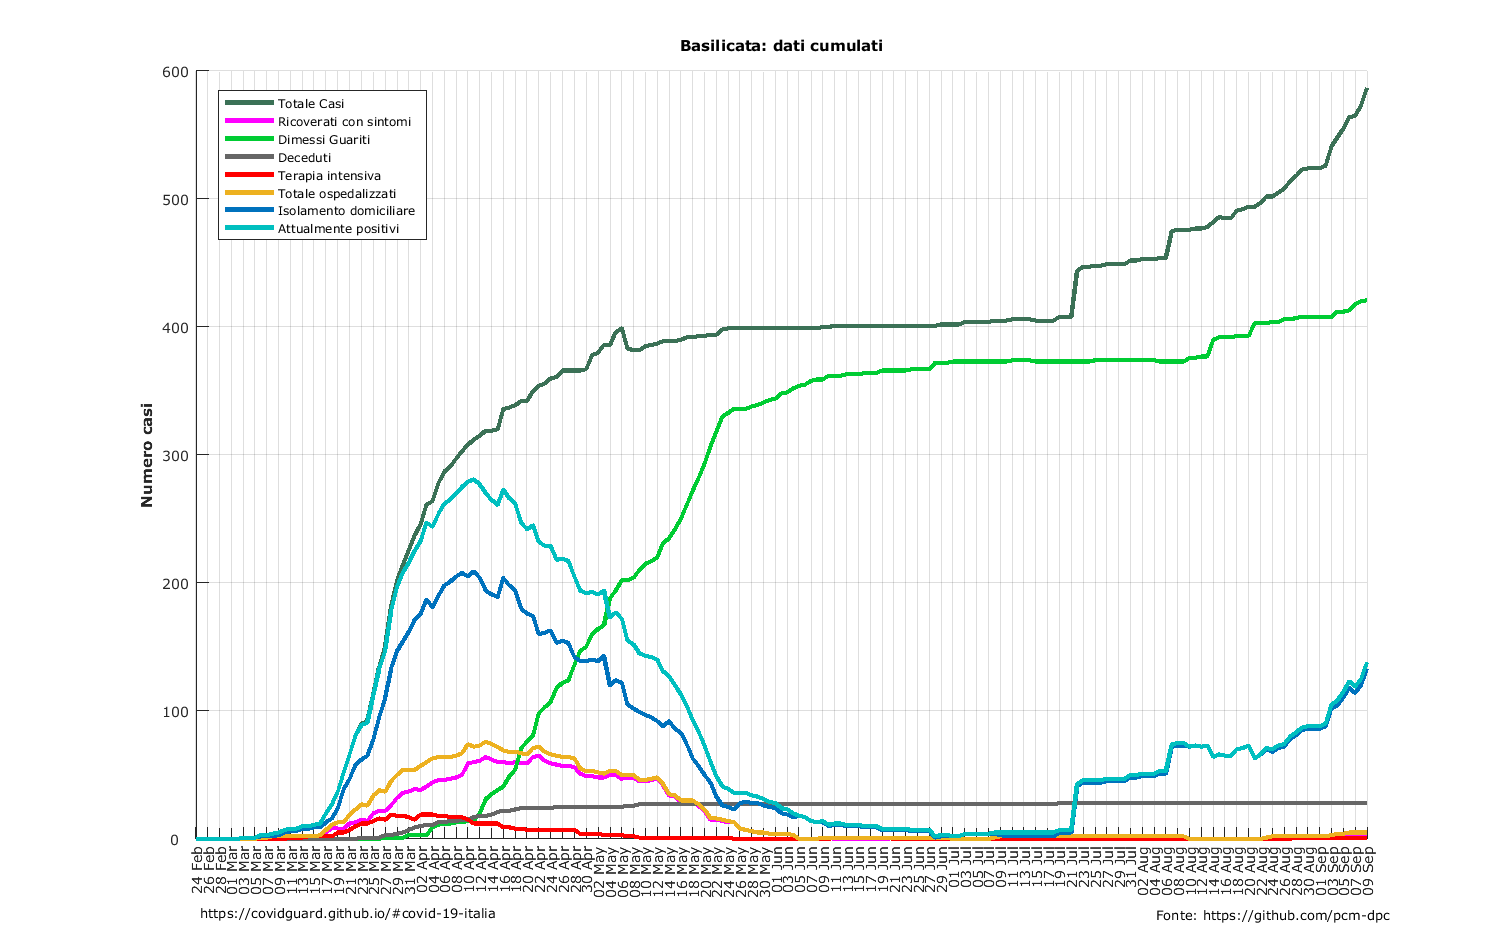 Basilicata: dati cumulati
600
500
400
300
200
100
0
Numero casi
Totale Casi
Ricoverati con sintomi
Dimessi Guariti
Deceduti
Terapia intensiva
Totale ospedalizzati
Isolamento domiciliare
Attualmente positivi
24 Feb
26 Feb
28 Feb
01 Mar
03 Mar
05 Mar
07 Mar
09 Mar
11 Mar
13 Mar
15 Mar
17 Mar
19 Mar
21 Mar
23 Mar
25 Mar
27 Mar
29 Mar
31 Mar
02 Apr
04 Apr
06 Apr
08 Apr
10 Apr
12 Apr
14 Apr
16 Apr
18 Apr
20 Apr
22 Apr
24 Apr
26 Apr
28 Apr
30 Apr
02 May
04 May
06 May
08 May
10 May
12 May
14 May
16 May
18 May
20 May
22 May
24 May
26 May
28 May
30 May
01 Jun
03 Jun
05 Jun
07 Jun
09 Jun
11 Jun
13 Jun
15 Jun
17 Jun
19 Jun
21 Jun
23 Jun
25 Jun
27 Jun
29 Jun
01 Jul
03 Jul
05 Jul
07 Jul
09 Jul
11 Jul
13 Jul
15 Jul
17 Jul
19 Jul
21 Jul
23 Jul
25 Jul
27 Jul
29 Jul
31 Jul
02 Aug
04 Aug
06 Aug
08 Aug
10 Aug
12 Aug
14 Aug
16 Aug
18 Aug
20 Aug
22 Aug
24 Aug
26 Aug
28 Aug
30 Aug
01 Sep
03 Sep
05 Sep
07 Sep
09 Sep
https://covidguard.github.io/#covid-19-italia
Fonte: https://github.com/pcm-dpc